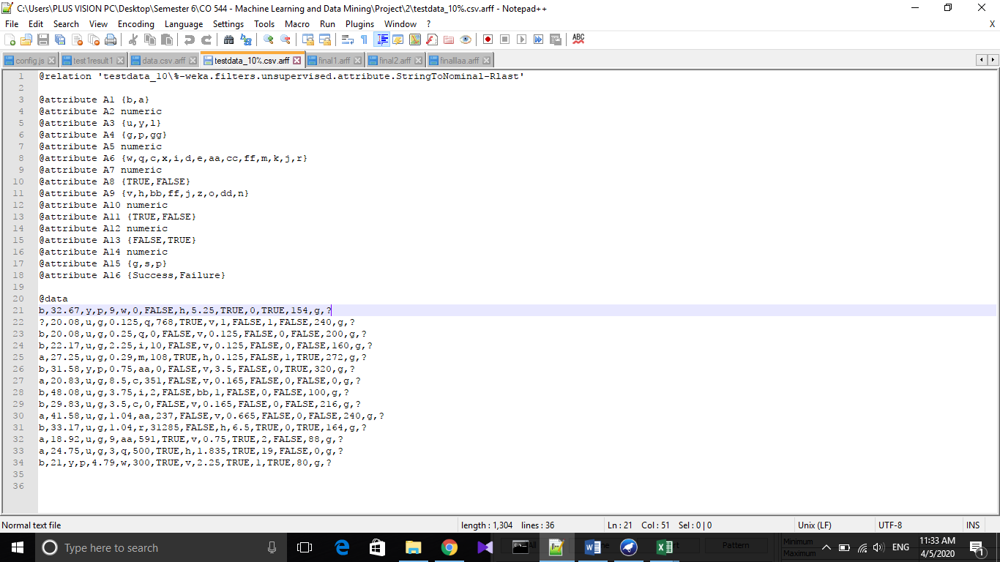 C:\Users\PLUS VISION PC\Desktop\Semester 6\CO 544 - Machine Learning and Data Mining\Project\2\testdata_10%.csv.arff - Notepad++
File Edit Search View Encoding Language Settings Tools Macro Run Plugins Window ? X
config.js test1result1 data.csv.arff testdata_10%.csv.arff final1.arff final2.arff finalllaa.arff
1 @relation 'testdata_10\%-weka.filters.unsupervised.attribute.StringToNominal-Rlast'
2
3 @attribute A1 {b,a}
4 @attribute A2 numeric
5 @attribute A3 {u,y,l}
6 @attribute A4 {g,p,gg}
7 @attribute A5 numeric
8 @attribute A6 {w,q,c,x,i,d,e,aa,cc,ff,m,k,j,r}
9 @attribute A7 numeric
10 @attribute A8 {TRUE,FALSE}
11 @attribute A9 {v,h,bb,ff,j,z,o,dd,n}
12 @attribute A10 numeric
13 @attribute A11 {TRUE,FALSE}
14 @attribute A12 numeric
15 @attribute A13 {FALSE,TRUE}
16 @attribute A14 numeric
17 @attribute A15 {g,s,p}
18 @attribute A16 {Success,Failure}
19
20 @data
21 b,32.67,y,p,9,w,0,FALSE,h,5.25,TRUE,0,TRUE,154,g,?
22 ?,20.08,u,g,0.125,q,768,TRUE,v,1,FALSE,1,FALSE,240,g,?
23 b,20.08,u,g,0.25,q,0,FALSE,v,0.125,FALSE,0,FALSE,200,g,?
24 b,22.17,u,g,2.25,i,10,FALSE,v,0.125,FALSE,0,FALSE,160,g,?
25 a,27.25,u,g,0.29,m,108,TRUE,h,0.125,FALSE,1,TRUE,272,g,?
26 b,31.58,y,p,0.75,aa,0,FALSE,v,3.5,FALSE,0,TRUE,320,g,?
27 a,20.83,u,g,8.5,c,351,FALSE,v,0.165,FALSE,0,FALSE,0,g,?
28 b,48.08,u,g,3.75,i,2,FALSE,bb,1,FALSE,0,FALSE,100,g,?
29 b,29.83,u,g,3.5,c,0,FALSE,v,0.165,FALSE,0,FALSE,216,g,?
30 a,41.58,u,g,1.04,aa,237,FALSE,v,0.665,FALSE,0,FALSE,240,g,?
31 b,33.17,u,g,1.04,r,31285,FALSE,h,6.5,TRUE,0,TRUE,164,g,?
32 a,18.92,u,g,9,aa,591,TRUE,v,0.75,TRUE,2,FALSE,88,g,?
33 a,24.75,u,g,3,q,500,TRUE,h,1.835,TRUE,19,FALSE,0,g,?
34 b,21,y,p,4.79,w,300,TRUE,v,2.25,TRUE,1,TRUE,80,g,?
35
36
Normal text file length : 1,304 lines : 36 Ln : 21 Col : 51 Sel : 0 | 0 Unix (LF) UTF-8 INS
Type here to search Pattern Minimum Maximum ENG 11:33 AM
4/5/2020 1